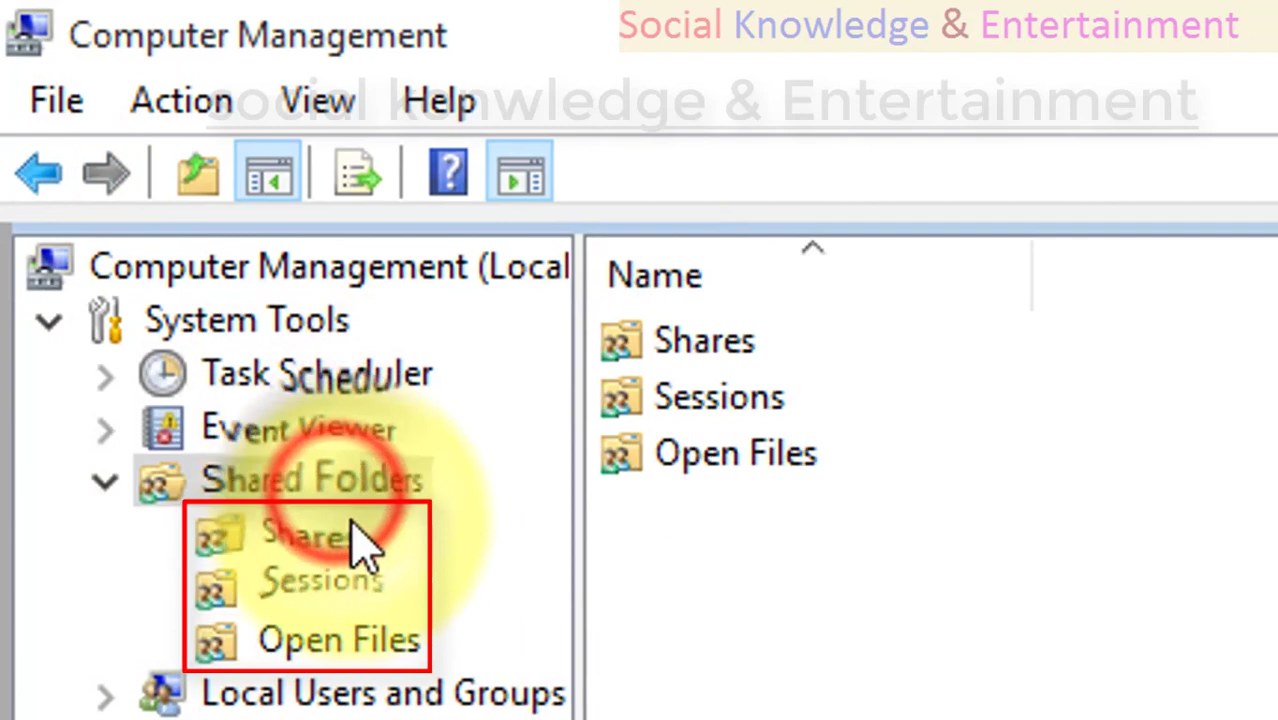 Social Knowledge & Entertainment
Computer Management
File Action View Help
social konwledge & Entertainment
Computer Management (Local
Name
System Tools
Shares
Task Scheduler
Sessions
Event Viewer
Open Files
Shared Folders
Shares
Sessions
Open Files
Local Users and Groups